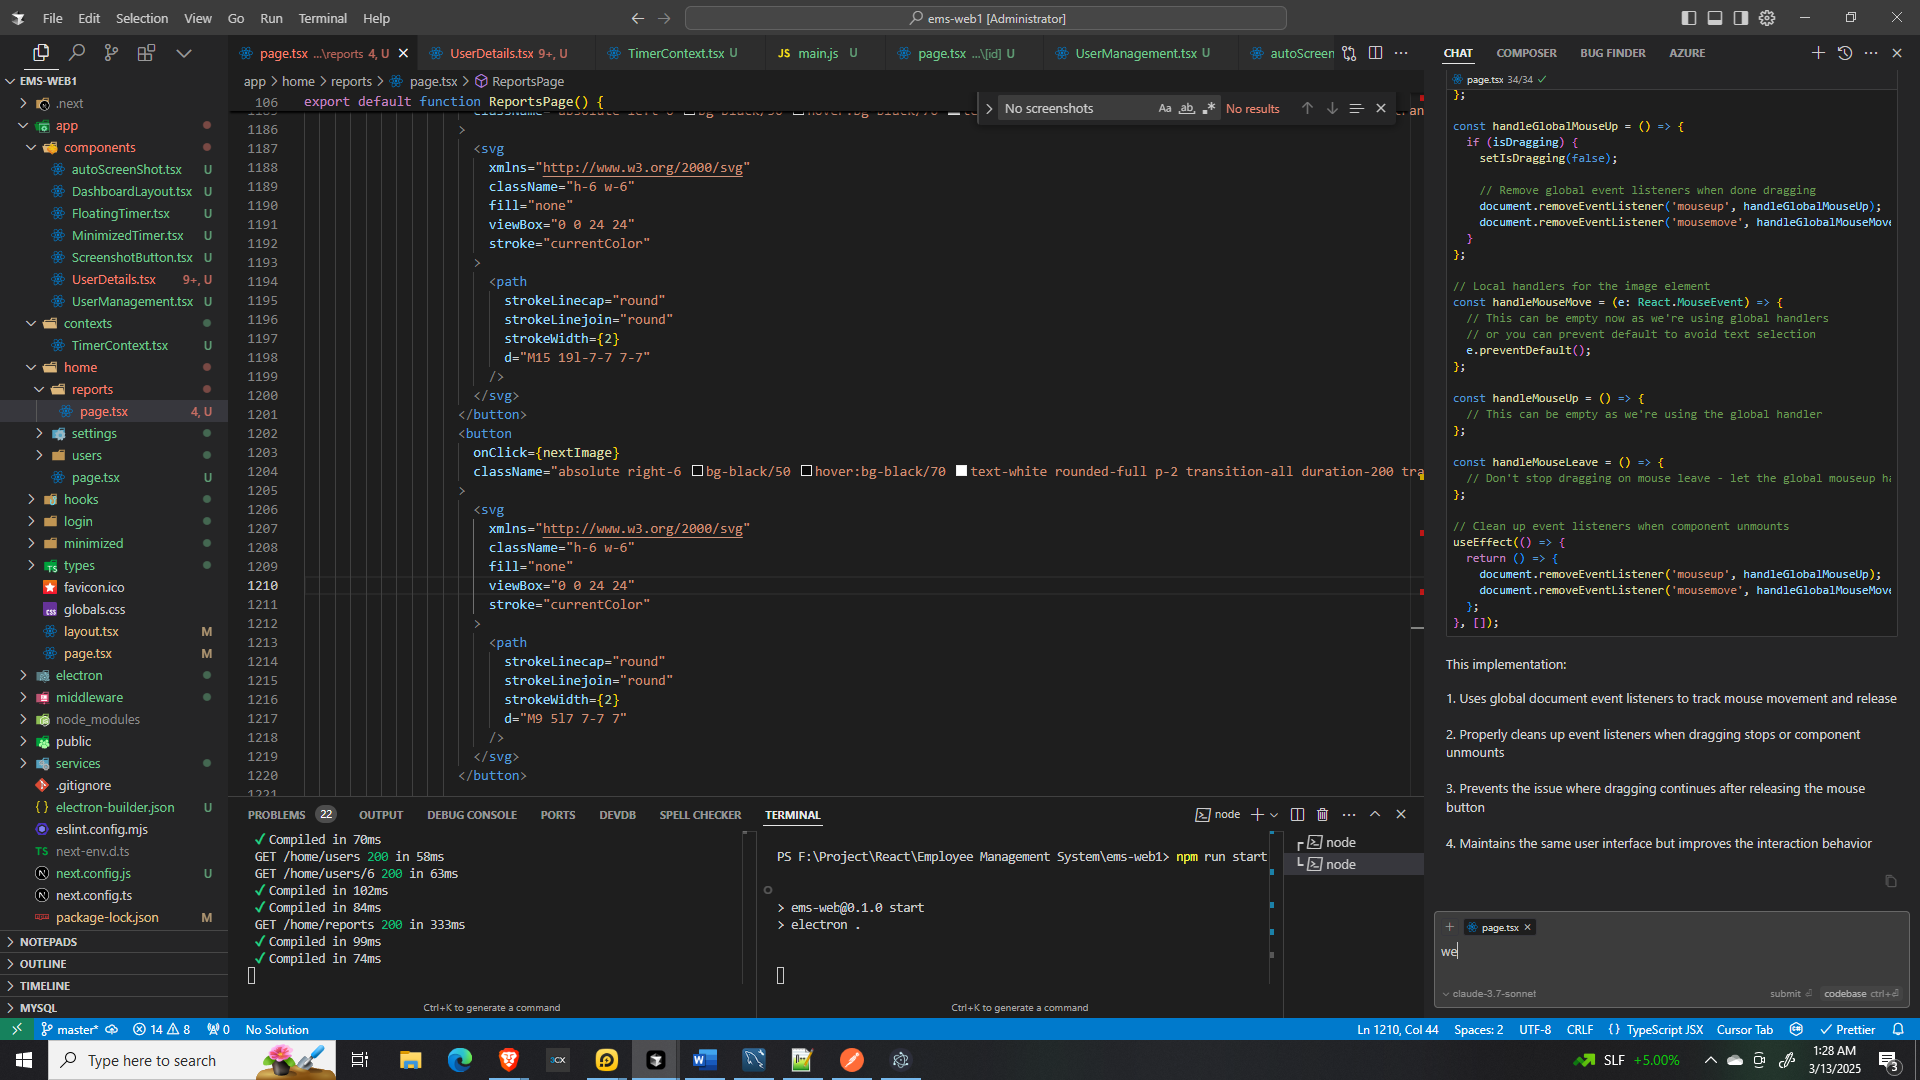 File Edit Selection View Go Run Terminal Help
ems-web1 [Administrator]
page.tsx ...\reports 4, U
UserDetails.tsx 9+, U
TimerContext.tsx U
JS main.js U
page.tsx ...\[id] U
UserManagement.tsx U
autoScreen
CHAT COMPOSER BUG FINDER AZURE
EMS-WEB1
.next
app
components
autoScreenShot.tsx U
DashboardLayout.tsx U
FloatingTimer.tsx U
MinimizedTimer.tsx U
ScreenshotButton.tsx U
UserDetails.tsx 9+, U
UserManagement.tsx U
contexts
TimerContext.tsx U
home
reports
page.tsx 4, U
settings
users
page.tsx U
hooks
login
minimized
types
favicon.ico
globals.css
layout.tsx M
page.tsx M
electron
middleware
node_modules
public
services
.gitignore
electron-builder.json U
eslint.config.mjs
TS next-env.d.ts
next.config.js U
next.config.ts
package-lock.json M
NOTEPADS
OUTLINE
TIMELINE
MYSQL
app > home > reports > page.tsx > ReportsPage
106 export default function ReportsPage() {
No screenshots Aa ab No results
1186 >
1187 <svg
1188 xmlns="http://www.w3.org/2000/svg"
1189 className="h-6 w-6"
1190 fill="none"
1191 viewBox="0 0 24 24"
1192 stroke="currentColor"
1193 >
1194 <path
1195 strokeLinecap="round"
1196 strokeLinejoin="round"
1197 strokeWidth={2}
1198 d="M15 19l-7-7 7-7"
1199 />
1200 </svg>
1201 </button>
1202 <button
1203 onClick={nextImage}
1204 className="absolute right-6 bg-black/50 hover:bg-black/70 text-white rounded-full p-2 transition-all duration-200 tra
1205 >
1206 <svg
1207 xmlns="http://www.w3.org/2000/svg"
1208 className="h-6 w-6"
1209 fill="none"
1210 viewBox="0 0 24 24"
1211 stroke="currentColor"
1212 >
1213 <path
1214 strokeLinecap="round"
1215 strokeLinejoin="round"
1216 strokeWidth={2}
1217 d="M9 5l7 7-7 7"
1218 />
1219 </svg>
1220 </button>
1221
PROBLEMS 22 OUTPUT DEBUG CONSOLE PORTS DEVDB SPELL CHECKER TERMINAL
node
✓ Compiled in 70ms
GET /home/users 200 in 58ms
GET /home/users/6 200 in 63ms
✓ Compiled in 102ms
✓ Compiled in 84ms
GET /home/reports 200 in 333ms
✓ Compiled in 99ms
✓ Compiled in 74ms
Ctrl+K to generate a command
PS F:\Project\React\Employee Management System\ems-web1> npm run start
> ems-web@0.1.0 start
> electron .
Ctrl+K to generate a command
node
node
page.tsx 34/34 ✓
};
const handleGlobalMouseUp = () => {
if (isDragging) {
setIsDragging(false);
// Remove global event listeners when done dragging
document.removeEventListener('mouseup', handleGlobalMouseUp);
document.removeEventListener('mousemove', handleGlobalMouseMove
}
};
// Local handlers for the image element
const handleMouseMove = (e: React.MouseEvent) => {
// This can be empty now as we're using global handlers
// or you can prevent default to avoid text selection
e.preventDefault();
};
const handleMouseUp = () => {
// This can be empty as we're using the global handler
};
const handleMouseLeave = () => {
// Don't stop dragging on mouse leave - let the global mouseup ha
};
// Clean up event listeners when component unmounts
useEffect(() => {
return () => {
document.removeEventListener('mouseup', handleGlobalMouseUp);
document.removeEventListener('mousemove', handleGlobalMouseMove
};
}, []);
This implementation:
1. Uses global document event listeners to track mouse movement and release
2. Properly cleans up event listeners when dragging stops or component
unmounts
3. Prevents the issue where dragging continues after releasing the mouse
button
4. Maintains the same user interface but improves the interaction behavior
page.tsx
we
claude-3.7-sonnet submit codebase ctrl+
master* 14 8 0 No Solution
Ln 1210, Col 44 Spaces: 2 UTF-8 CRLF {} TypeScript JSX Cursor Tab Prettier
Type here to search
SLF +5.00%
1:28 AM
3/13/2025
3